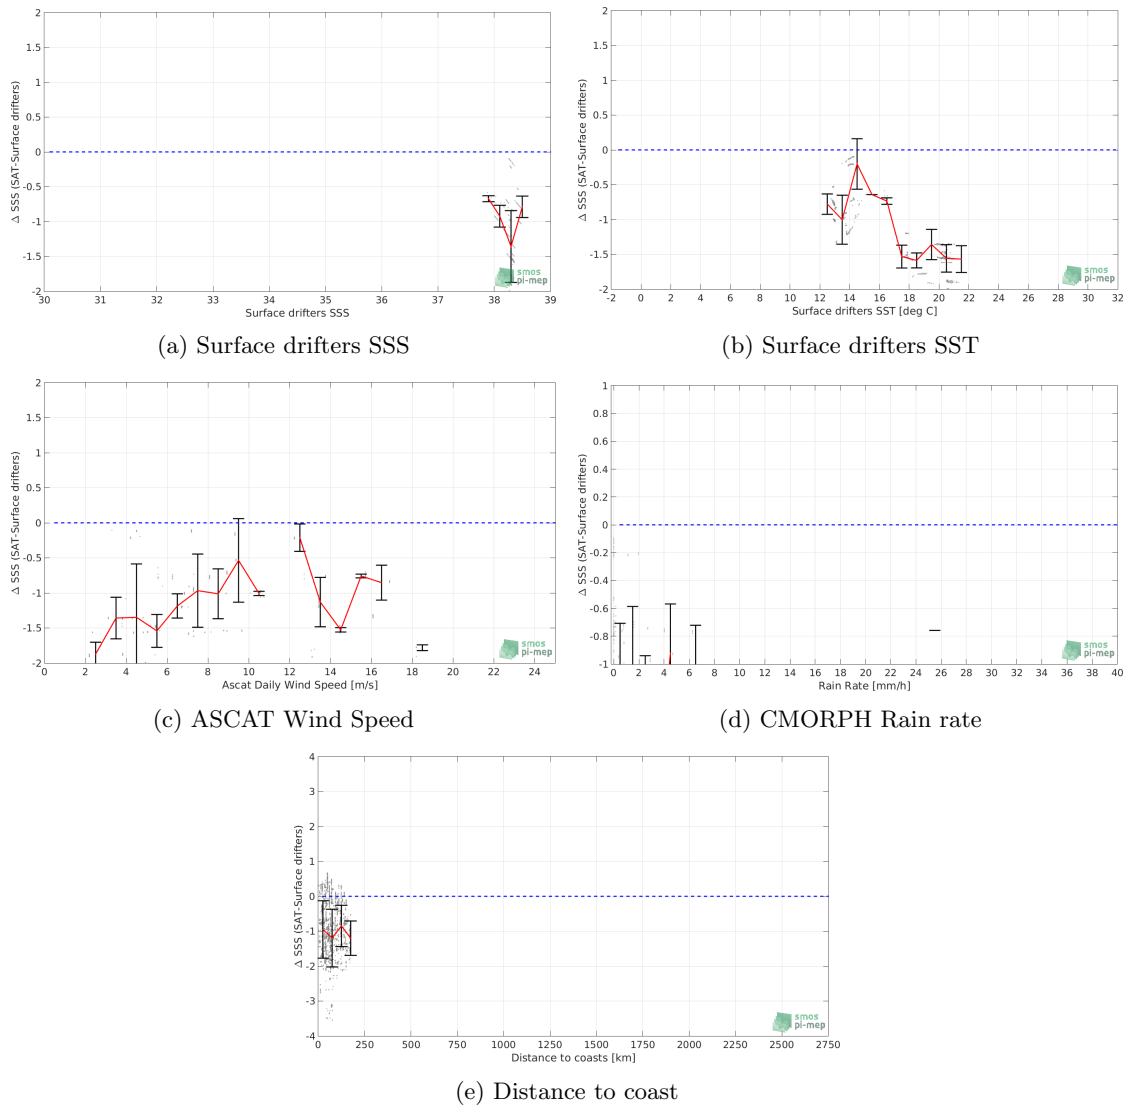 2
1.5
1
0.5
0
-0.5
-1
-1.5
-2
Δ SSS (SAT-Surface drifters)
smos
pi-mep
30 31 32 33 34 35 36 37 38 39
Surface drifters SSS
(a) Surface drifters SSS
2
1.5
1
0.5
0
-0.5
-1
-1.5
-2
Δ SSS (SAT-Surface drifters)
smos
pi-mep
-2 0 2 4 6 8 10 12 14 16 18 20 22 24 26 28 30 32
Surface drifters SST [deg C]
(b) Surface drifters SST
2
1.5
1
0.5
0
-0.5
-1
-1.5
-2
Δ SSS (SAT-Surface drifters)
smos
pi-mep
0 2 4 6 8 10 12 14 16 18 20 22 24
Ascat Daily Wind Speed [m/s]
(c) ASCAT Wind Speed
1
0.8
0.6
0.4
0.2
0
-0.2
-0.4
-0.6
-0.8
-1
Δ SSS (SAT-Surface drifters)
smos
pi-mep
0 2 4 6 8 10 12 14 16 18 20 22 24 26 28 30 32 34 36 38 40
Rain Rate [mm/h]
(d) CMORPH Rain rate
4
3
2
1
0
-1
-2
-3
-4
Δ SSS (SAT-Surface drifters)
smos
pi-mep
0 250 500 750 1000 1250 1500 1750 2000 2250 2500 2750
Distance to coasts [km]
(e) Distance to coast